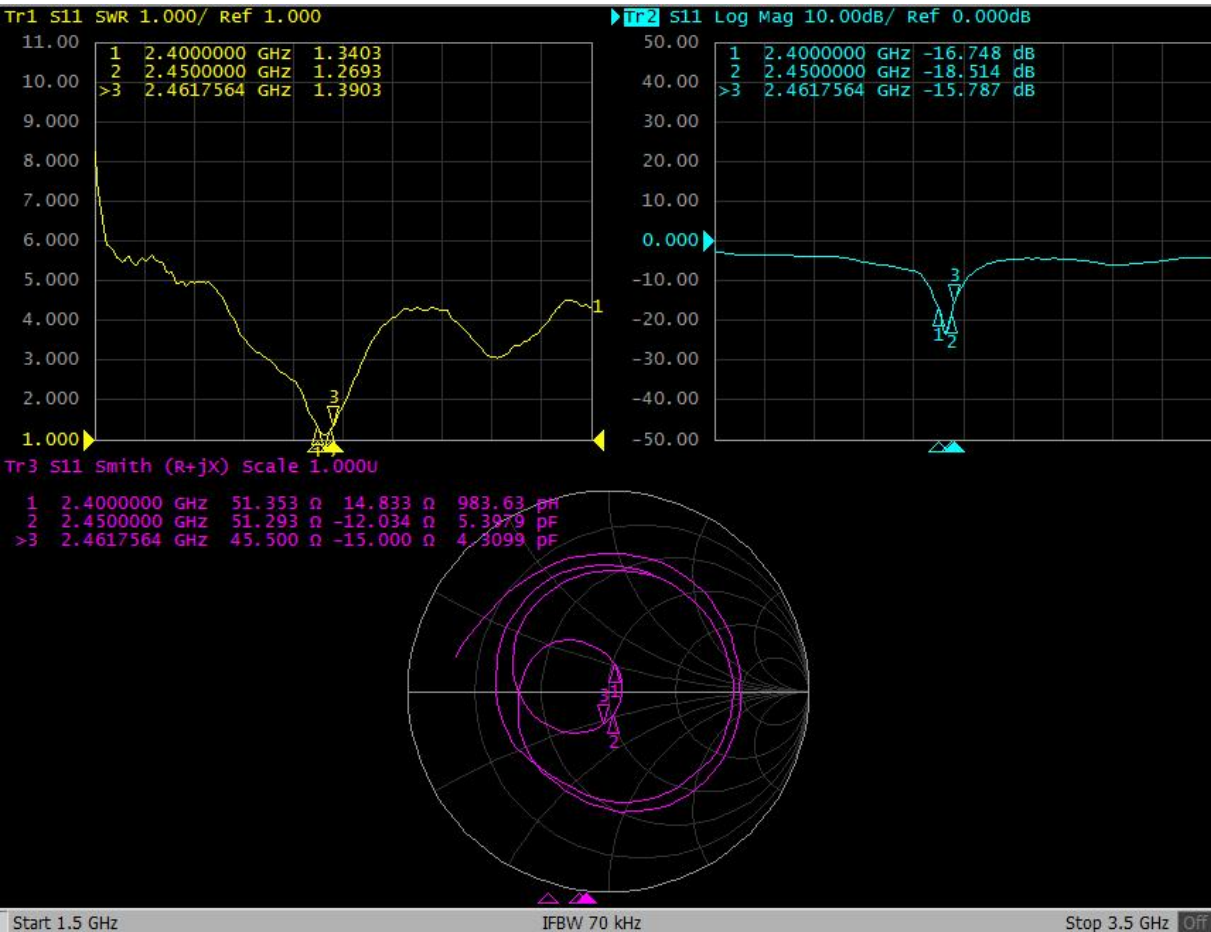 Tr1 S11 SWR 1.000/ Ref 1.000
11.00
10.00
9.000
8.000
7.000
6.000
5.000
4.000
3.000
2.000
1.000
1 2.4000000 GHz 1.3403
2 2.4500000 GHz 1.2693
>3 2.4617564 GHz 1.3903
3
1
1
Tr2 S11 Log Mag 10.00dB/ Ref 0.000dB
50.00
40.00
30.00
20.00
10.00
0.000
-10.00
-20.00
-30.00
-40.00
-50.00
1 2.4000000 GHz -16.748 dB
2 2.4500000 GHz -18.514 dB
>3 2.4617564 GHz -15.787 dB
3
1
2
Tr3 S11 Smith (R+jX) Scale 1.000U
1 2.4000000 GHz 51.353 Ω 14.833 Ω 983.63 pH
2 2.4500000 GHz 51.293 Ω -12.034 Ω 5.3979 pF
>3 2.4617564 GHz 45.500 Ω -15.000 Ω 4.3099 pF
3
1
2
Start 1.5 GHz
IFBW 70 kHz
Stop 3.5 GHz
Off